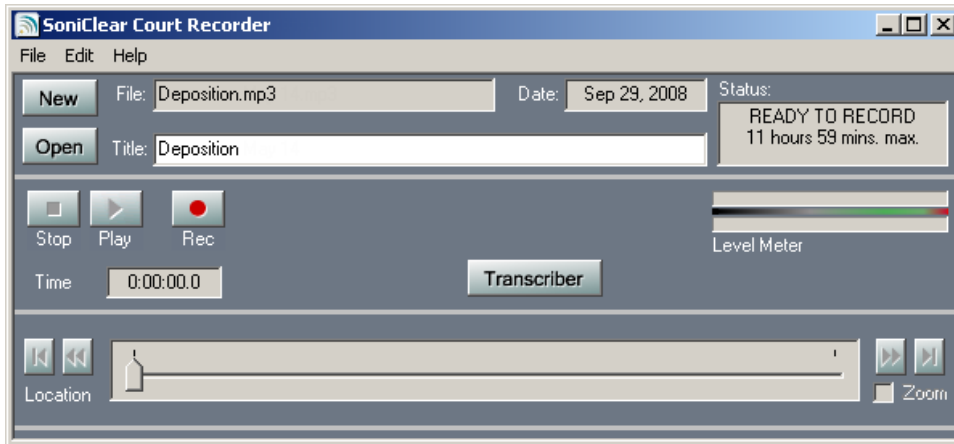 SoniClear Court Recorder
File Edit Help
New File: Deposition.mp3 Date: Sep 29, 2008 Status:
READY TO RECORD
11 hours 59 mins. max.
Open Title: Deposition
Stop Play Rec
Level Meter
Time 0:00:00.0 Transcriber
Location Zoom